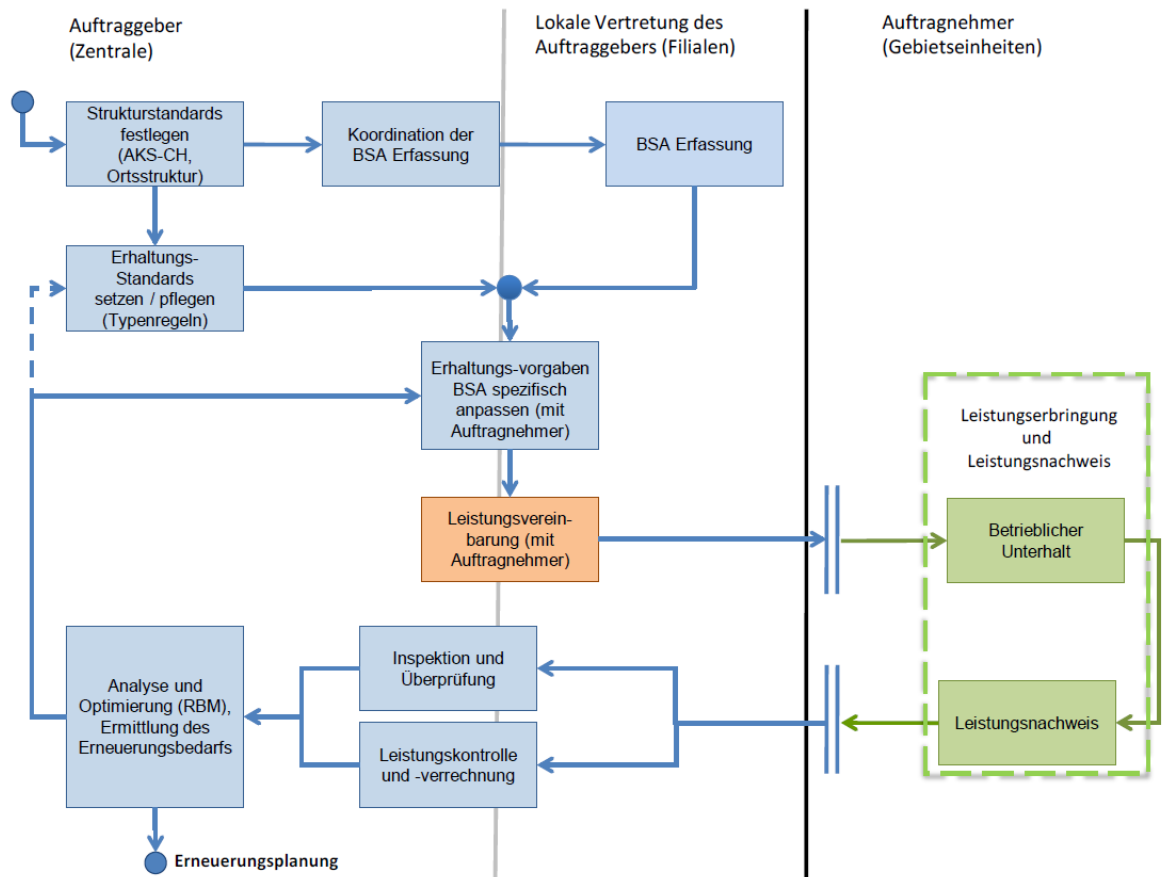 Auftraggeber
(Zentrale)
Lokale Vertretung des
Auftraggebers (Filialen)
Auftragnehmer
(Gebietseinheiten)
Strukturstandards
festlegen
(AKS-CH,
Ortsstruktur)
Koordination der
BSA Erfassung
BSA Erfassung
Erhaltungs-
Standards
setzen / pflegen
(Typenregeln)
Erhaltungs-vorgaben
BSA spezifisch
anpassen (mit
Auftragnehmer)
Leistungserbringung
und
Leistungsnachweis
Leistungsverein-
barung (mit
Auftragnehmer)
Betrieblicher
Unterhalt
Analyse und
Optimierung (RBM),
Ermittlung des
Erneuerungsbedarfs
Inspektion und
Überprüfung
Leistungskontrolle
und -verrechnung
Leistungsnachweis
Erneuerungsplanung